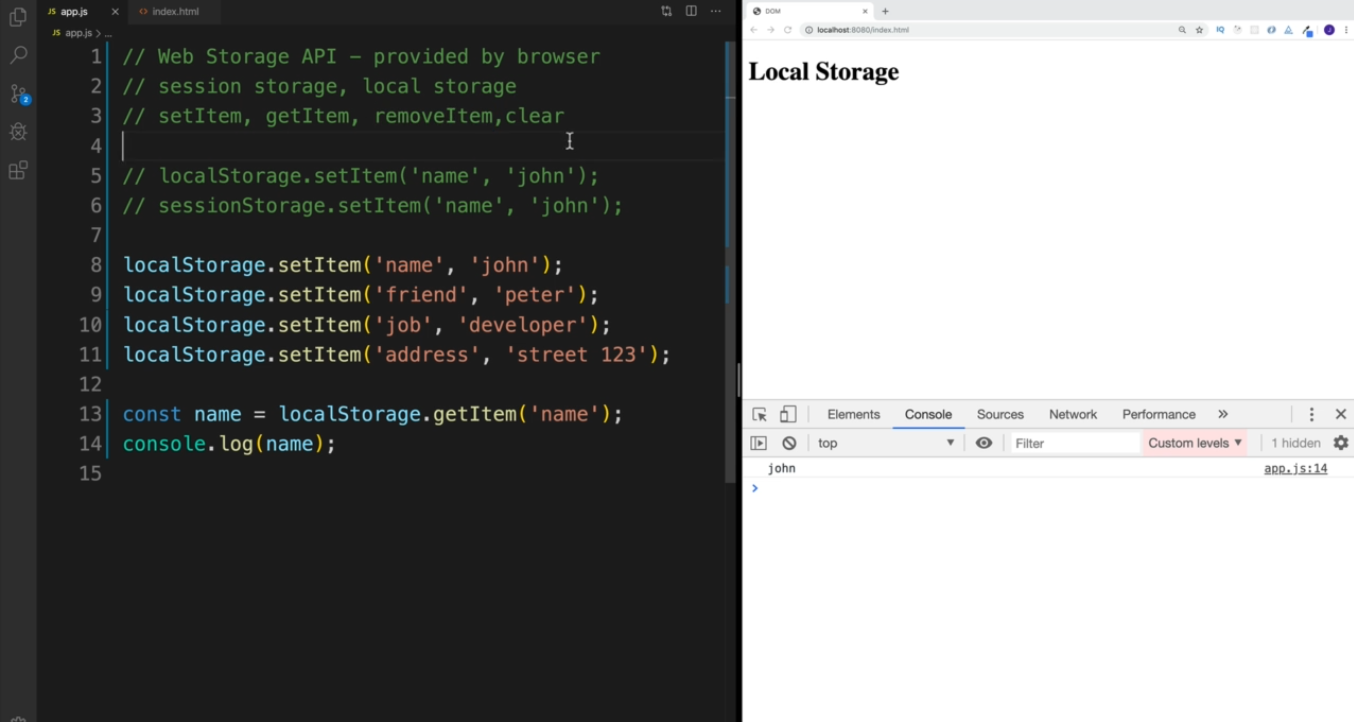 JS app.js
index.html
JS app.js > ...
1 // Web Storage API – provided by browser
2 // session storage, local storage
3 // setItem, getItem, removeItem,clear
4
5 // localStorage.setItem('name', 'john');
6 // sessionStorage.setItem('name', 'john');
7
8 localStorage.setItem('name', 'john');
9 localStorage.setItem('friend', 'peter');
10 localStorage.setItem('job', 'developer');
11 localStorage.setItem('address', 'street 123');
12
13 const name = localStorage.getItem('name');
14 console.log(name);
15
2
DOM
localhost:8080/index.html
IQ
Local Storage
Elements Console Sources Network Performance »
top Filter Custom levels 1 hidden
john app.js:14